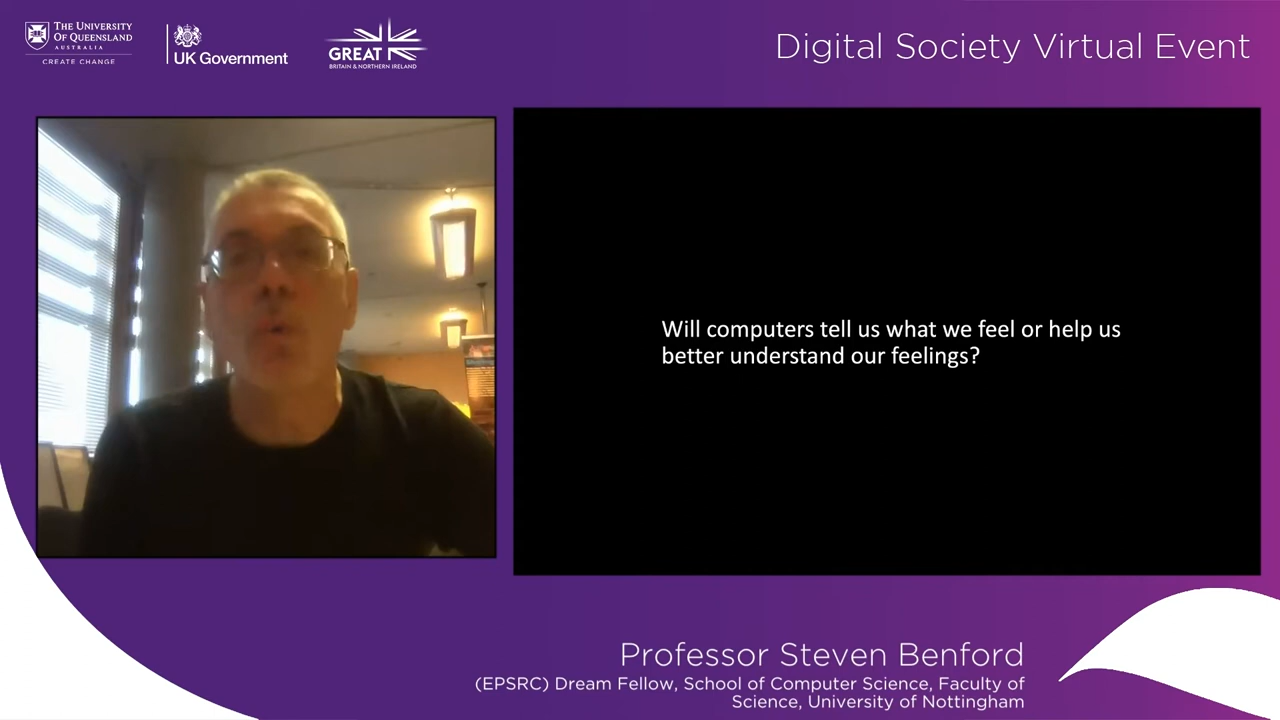 THE UNIVERSITY
OF QUEENSLAND
AUSTRALIA
CREATE CHANGE
UK Government
GREAT
BRITAIN & NORTHERN IRELAND
Digital Society Virtual Event
Will computers tell us what we feel or help us
better understand our feelings?
Professor Steven Benford
(EPSRC) Dream Fellow, School of Computer Science, Faculty of
Science, University of Nottingham